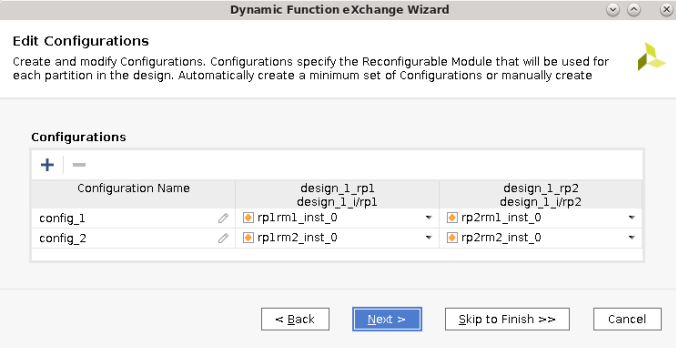 Dynamic Function eXchange Wizard
Edit Configurations
Create and modify Configurations. Configurations specify the Reconfigurable Module that will be used for
each partition in the design. Automatically create a minimum set of Configurations or manually create
Configurations
Configuration Name design_1_rp1 design_1_rp2
design_1_i/rp1 design_1_i/rp2
config_1 rp1rm1_inst_0 rp2rm1_inst_0
config_2 rp1rm2_inst_0 rp2rm2_inst_0
< Back Next > Skip to Finish >> Cancel